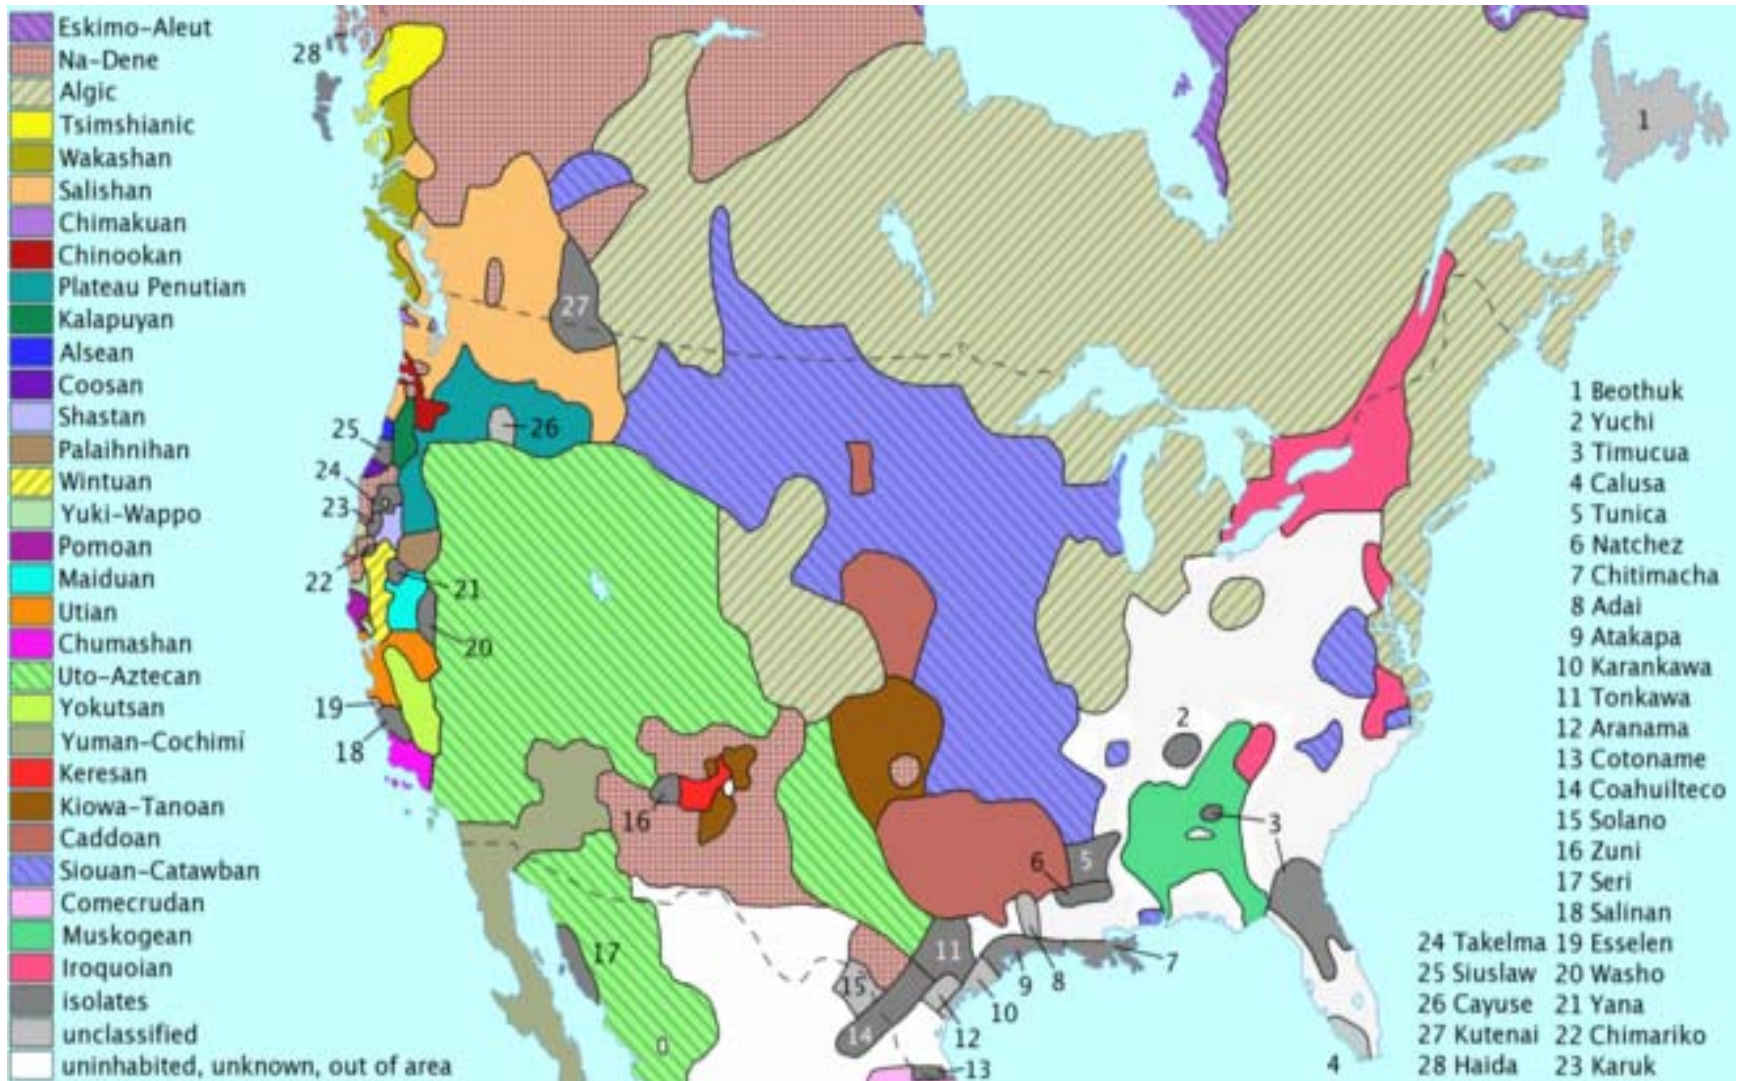 Eskimo-Aleut
Na-Dene
Algic
Tsimshianic
Wakashan
Salishan
Chimakuan
Chinookan
Plateau Penutian
Kalapuyan
Alsean
Coosan
Shastan
Palaihnihan
Wintuan
Yuki-Wappo
Pomoan
Maiduan
Utian
Chumashan
Uto-Aztecan
Yokutsan
Yuman-Cochimí
Keresan
Kiowa-Tanoan
Caddoan
Siouan-Catawban
Comecrudan
Muskogean
Iroquoian
isolates
unclassified
uninhabited, unknown, out of area
28
1
27
26
25
24
23
22
21
20
19
18
2
16
3
6
5
17
11
7
15
9
8
10
14
12
13
4
1 Beothuk
2 Yuchi
3 Timucua
4 Calusa
5 Tunica
6 Natchez
7 Chitimacha
8 Adai
9 Atakapa
10 Karankawa
11 Tonkawa
12 Aranama
13 Cotoname
14 Coahuilteco
15 Solano
16 Zuni
17 Seri
18 Salinan
24 Takelma 19 Esselen
25 Siuslaw 20 Washo
26 Cayuse 21 Yana
27 Kutenai 22 Chimariko
28 Haida 23 Karuk